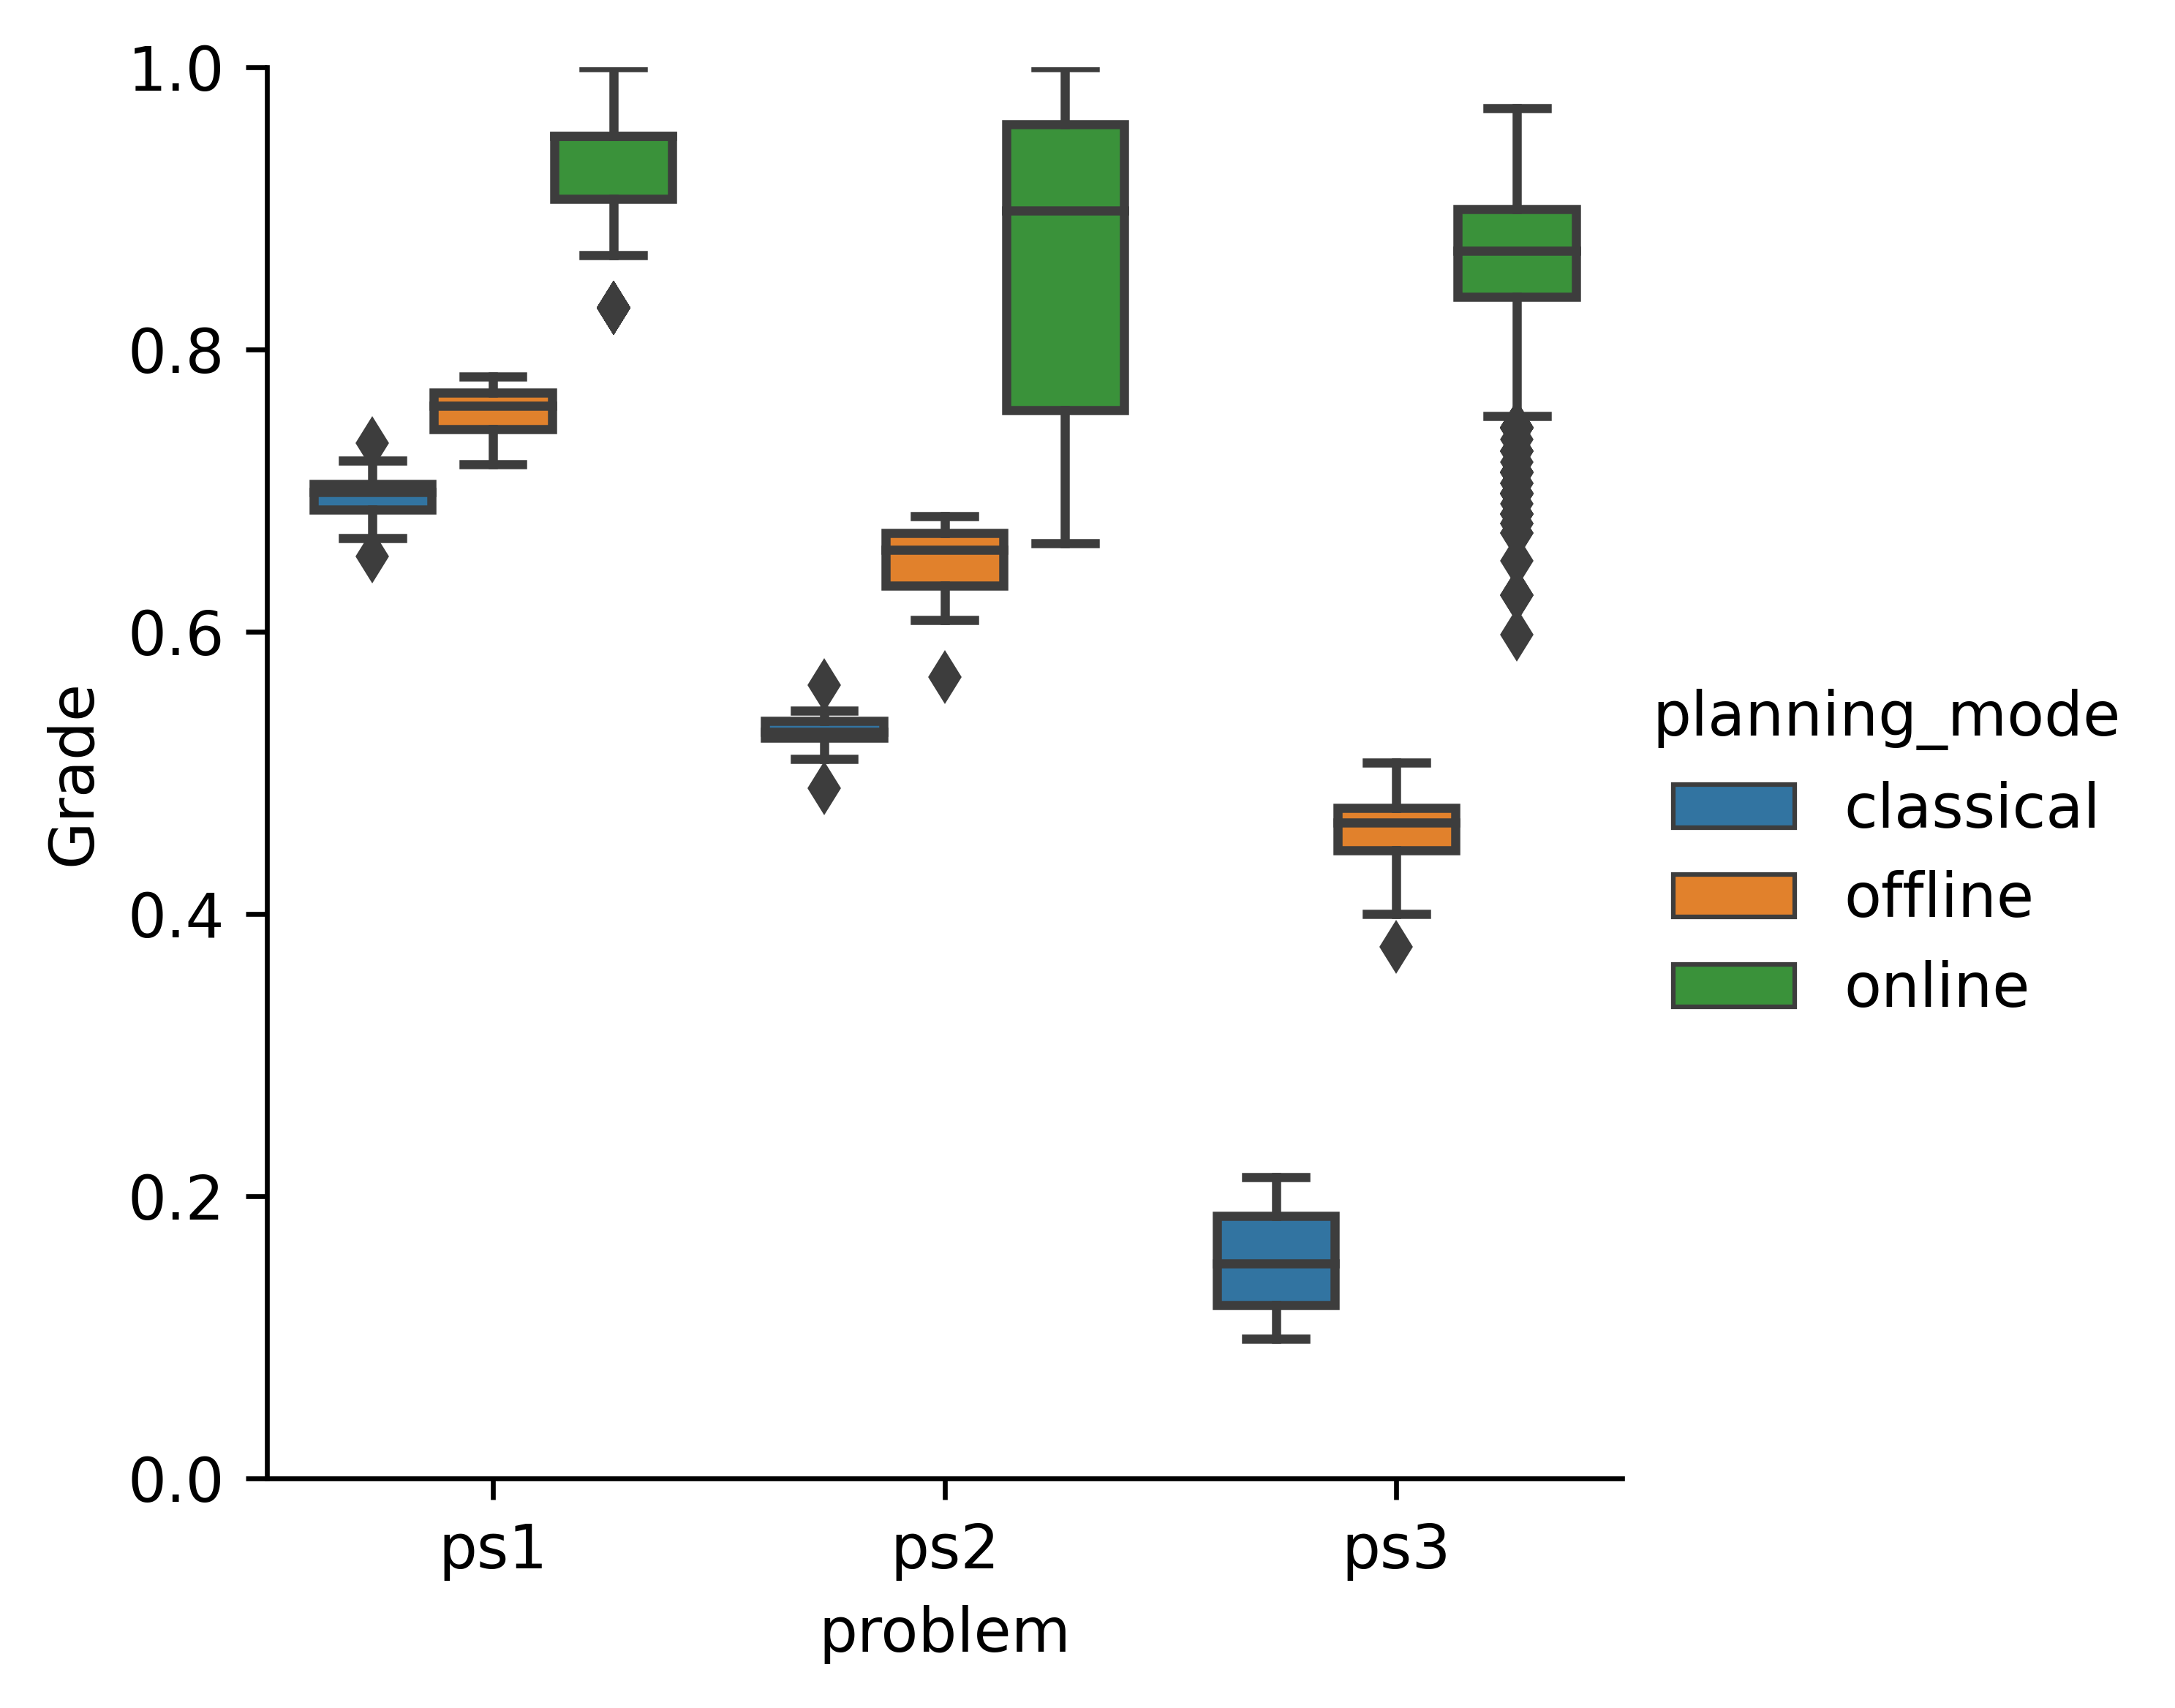 1.0
0.8
0.6
0.4
0.2
0.0
Grade
ps1 ps2 ps3
problem
planning_mode
classical
offline
online